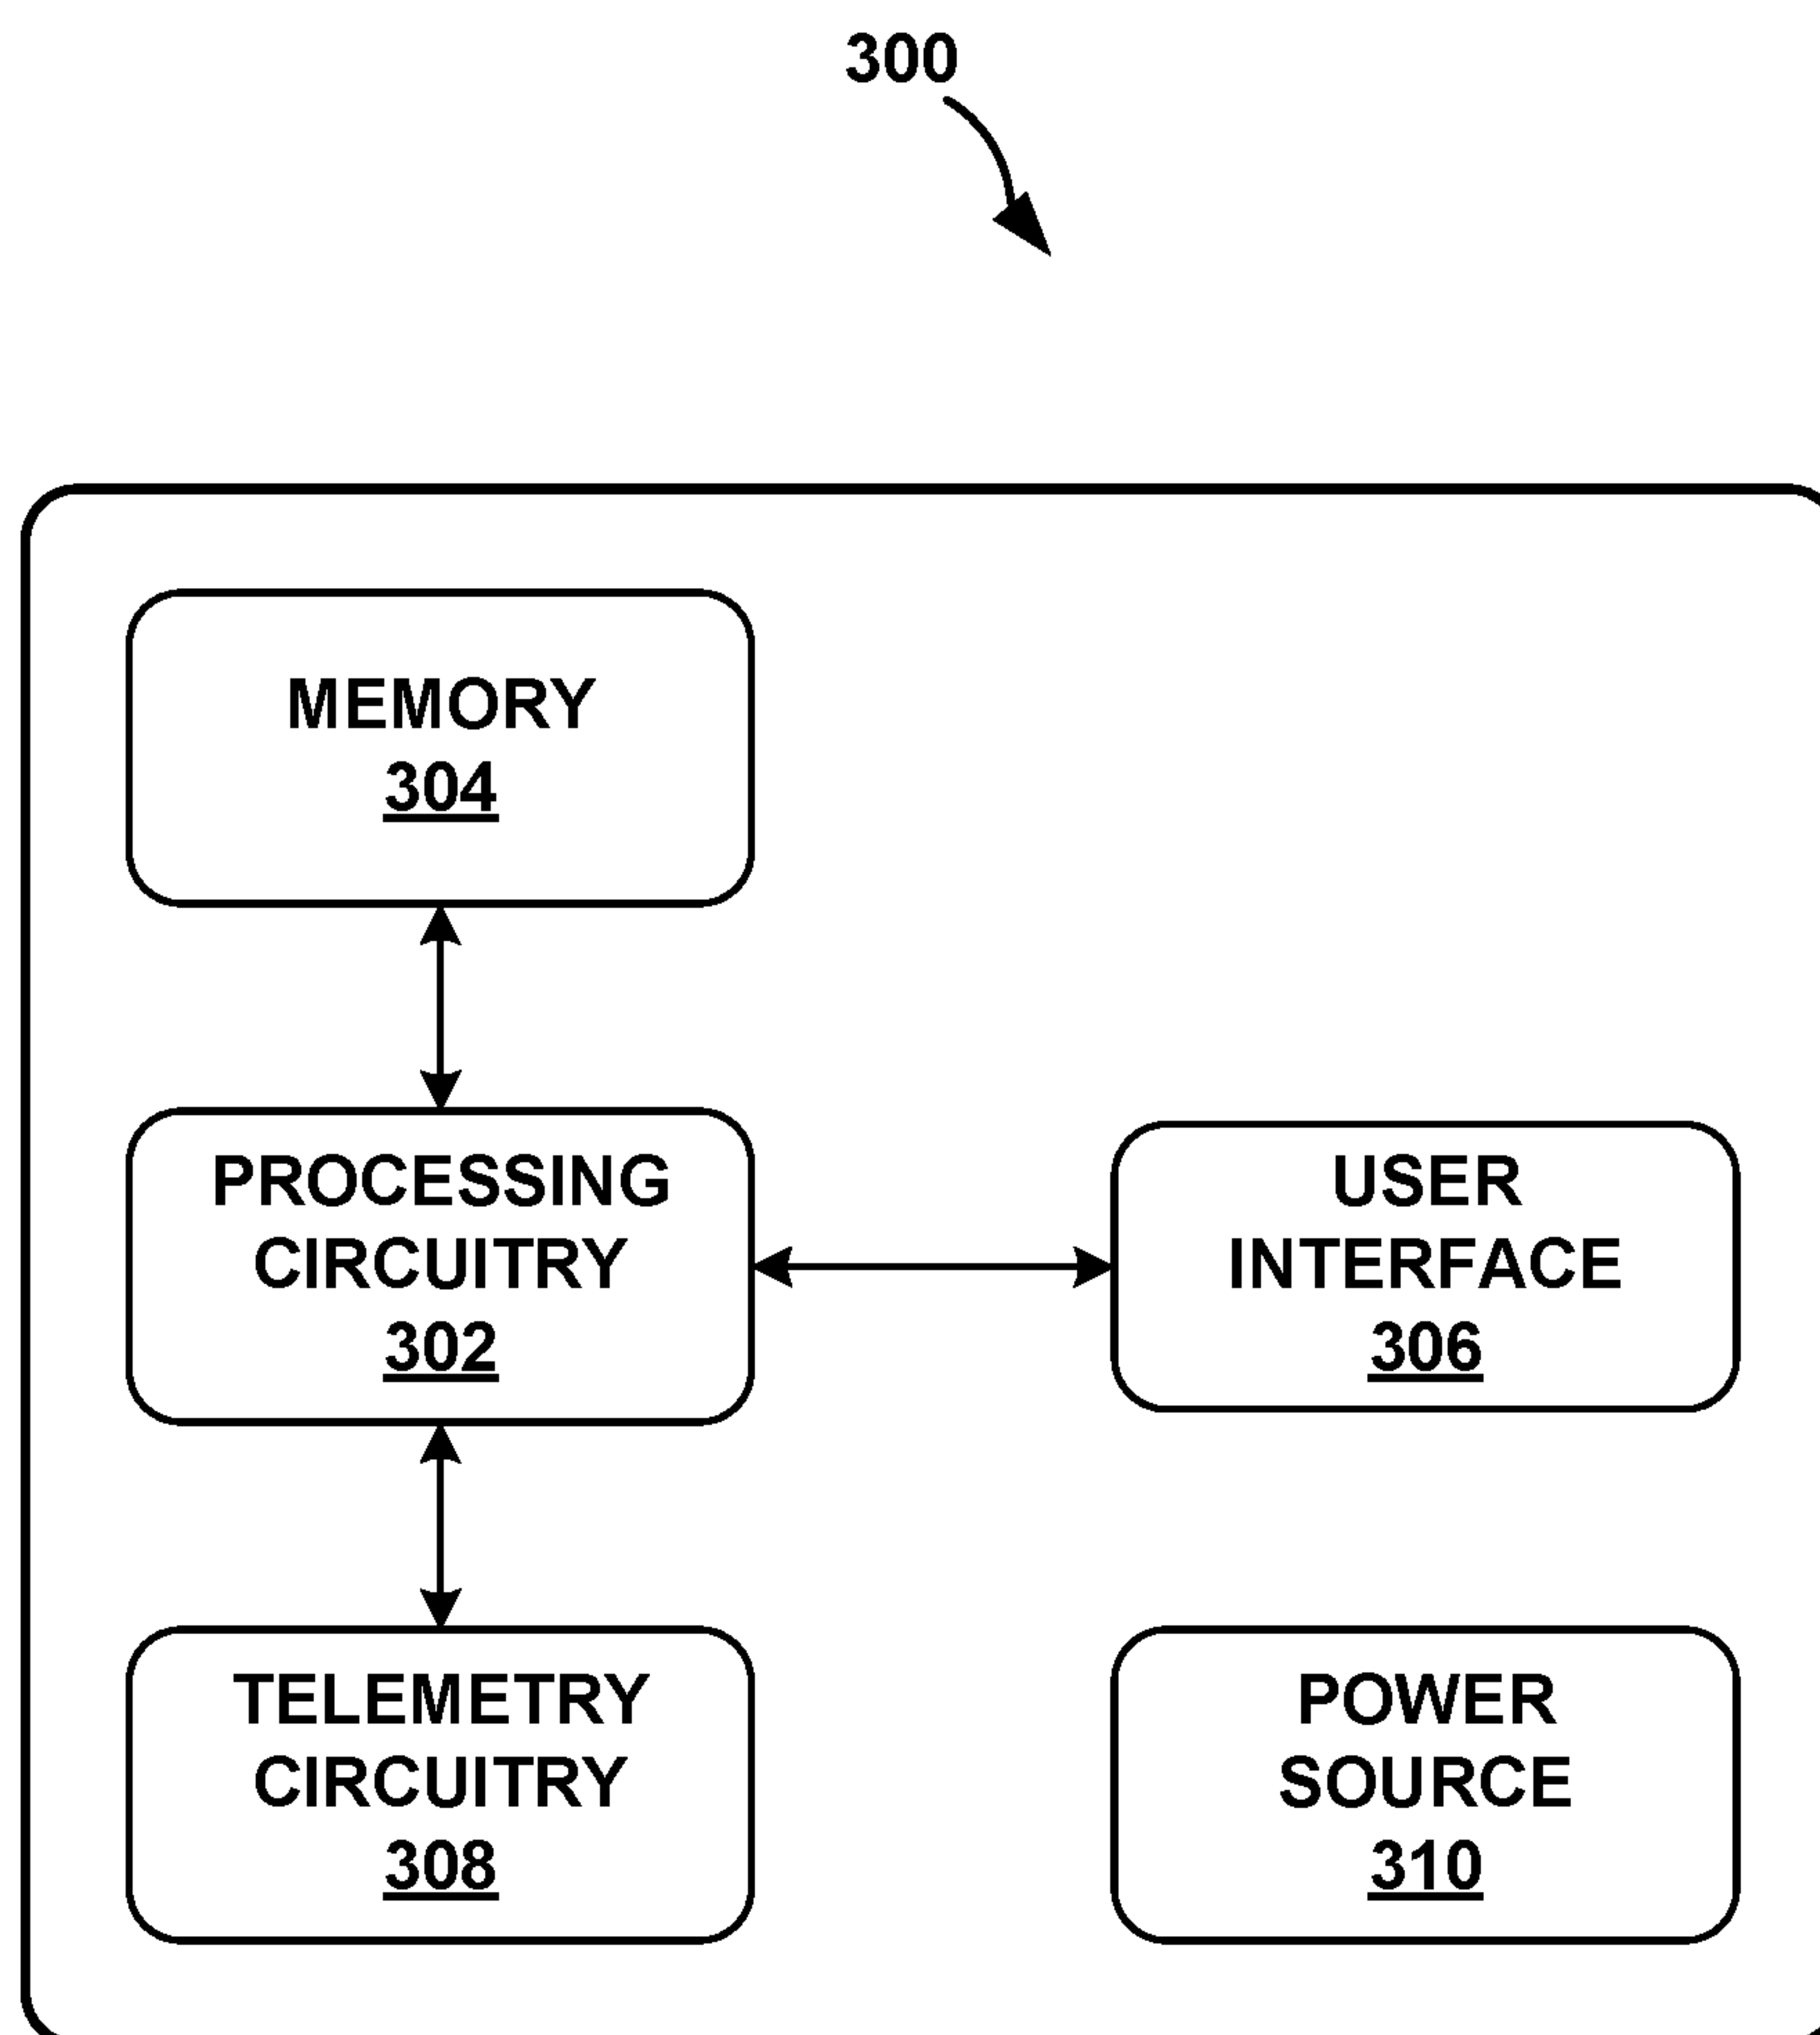 300
MEMORY
304
PROCESSING
CIRCUITRY
302
USER
INTERFACE
306
TELEMETRY
CIRCUITRY
308
POWER
SOURCE
310